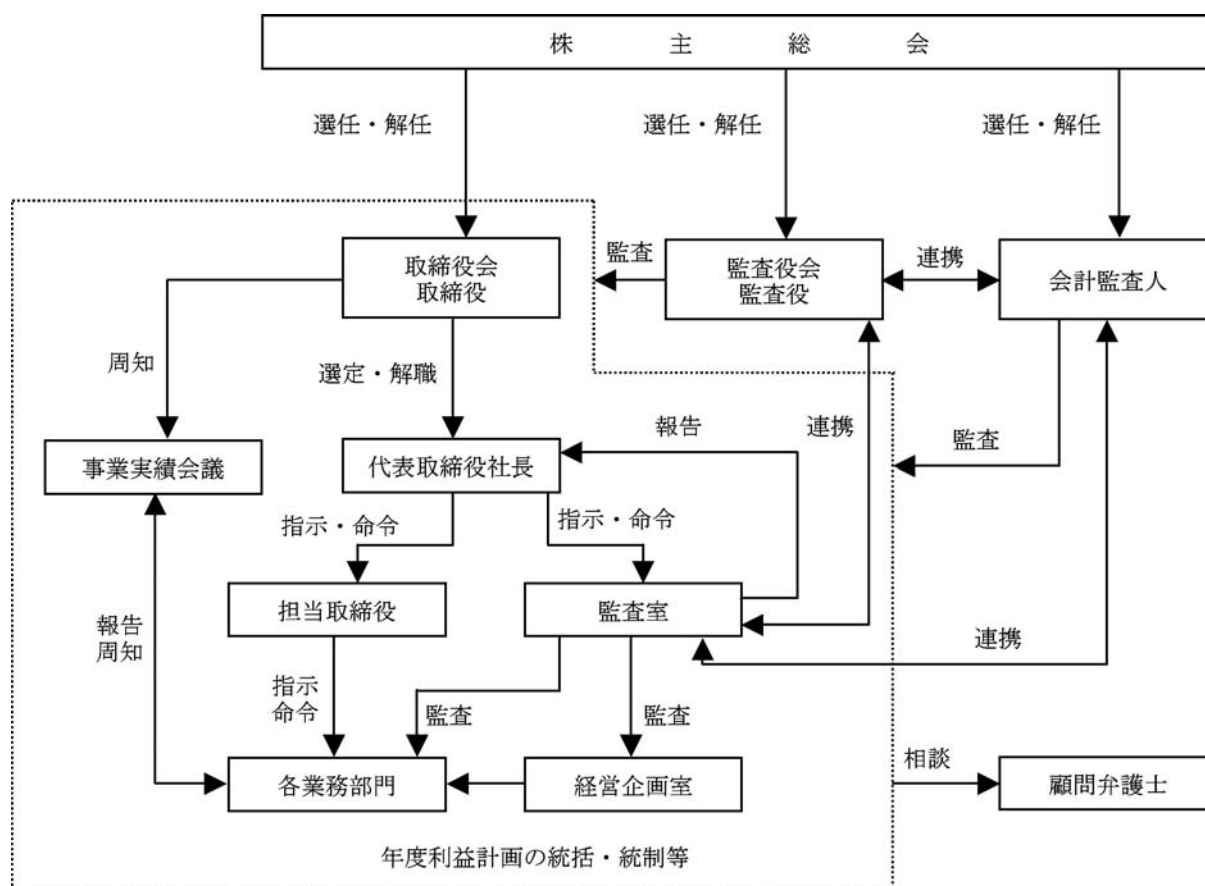 株主総会
選任・解任
選任・解任
選任・解任
取締役会
取締役
監査
監査役会
監査役
連携
会計監査人
周知
選定・解職
報告
連携
監査
事業実績会議
代表取締役社長
指示・命令
指示・命令
担当取締役
監査室
報告
周知
連携
指示
命令
監査
監査
相談
各業務部門
経営企画室
顧問弁護士
年度利益計画の統括・統制等